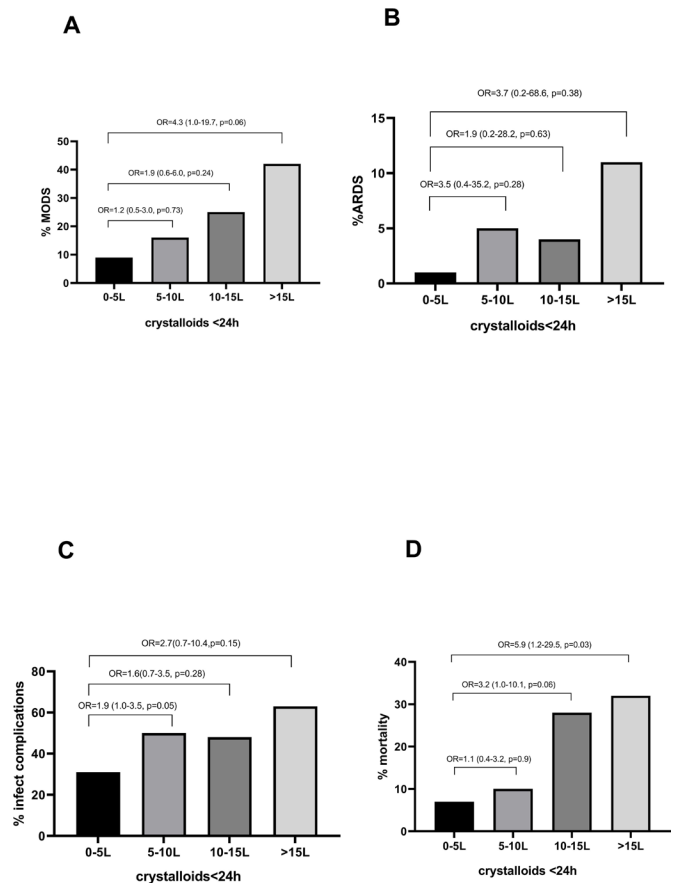 A
OR=4.3 (1.0-19.7, p=0.06)
OR=1.9 (0.6-6.0, p=0.24)
OR=1.2 (0.5-3.0, p=0.73)
50
40
30
20
10
0
% MODS
0-5L 5-10L 10-15L >15L
crystalloids <24h
B
OR=3.7 (0.2-68.6, p=0.38)
OR=1.9 (0.2-28.2, p=0.63)
OR=3.5 (0.4-35.2, p=0.28)
15
10
5
0
%ARDS
0-5L 5-10L 10-15L >15L
crystalloids<24h
C
OR=2.7(0.7-10.4,p=0.15)
OR=1.6(0.7-3.5, p=0.28)
OR=1.9 (1.0-3.5, p=0.05)
80
60
40
20
0
% infect complications
0-5L 5-10L 10-15L >15L
crystalloids<24h
D
OR=5.9 (1.2-29.5, p=0.03)
OR=3.2 (1.0-10.1, p=0.06)
OR=1.1 (0.4-3.2, p=0.9)
40
30
20
10
0
% mortality
0-5L 5-10L 10-15L >15L
crystalloids <24h